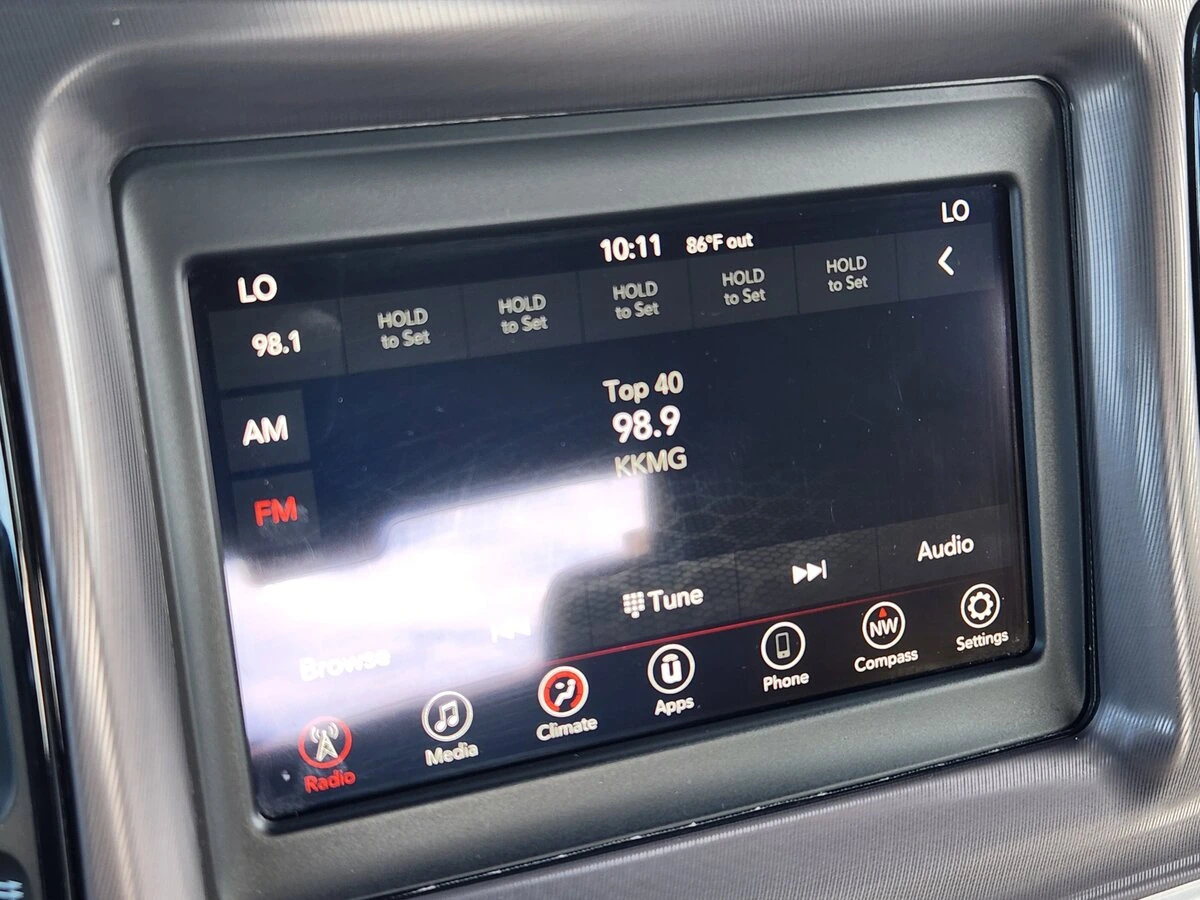 LO
10:11 86°F out
LO
98.1
HOLD
to Set
HOLD
to Set
HOLD
to Set
HOLD
to Set
HOLD
to Set
AM
FM
Top 40
98.9
KKMG
Browse
Tune
Audio
Radio
Media
Climate
Apps
Phone
NW
Compass
Settings